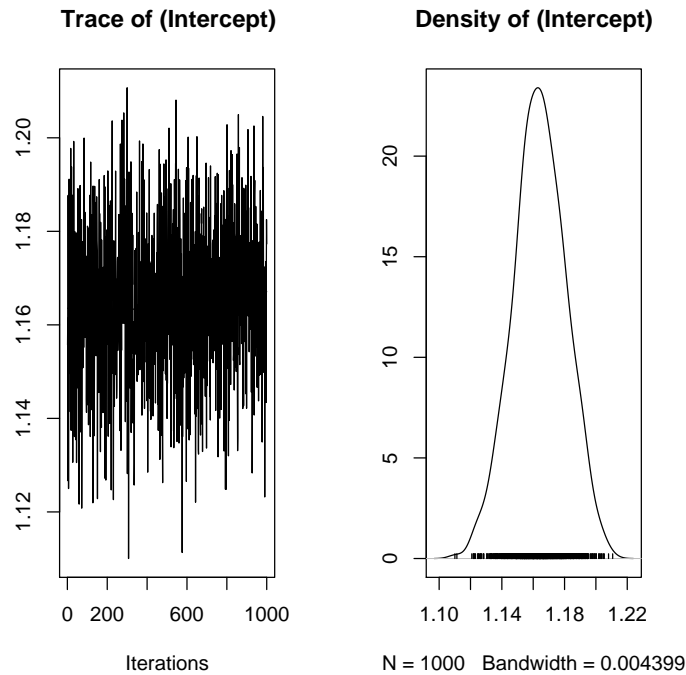 Trace of (Intercept)
1.12 1.14 1.16 1.18 1.20
0 200 600 1000
Iterations
Density of (Intercept)
0 5 10 15 20
1.10 1.14 1.18 1.22
N = 1000 Bandwidth = 0.004399